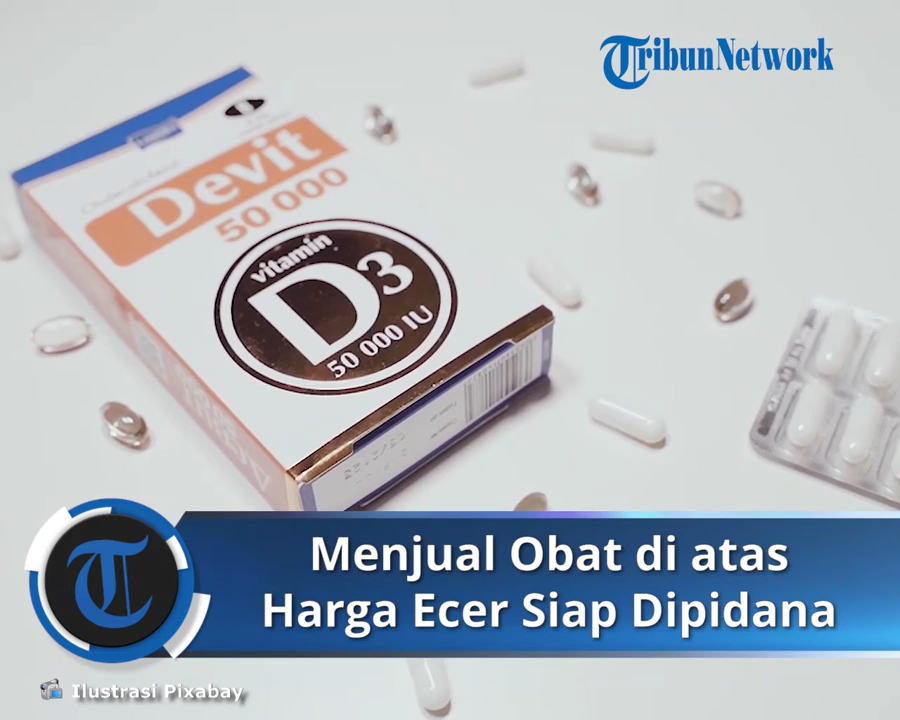 TribunNetwork
Devit
50 000
vitamin
D3
50 000 IU
Menjual Obat di atas
Harga Ecer Siap Dipidana
Ilustrasi Pixabay